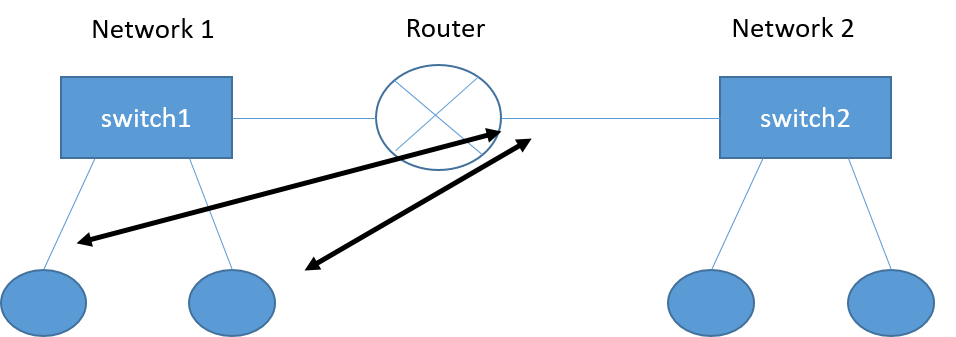 Network 1
Router
Network 2
switch1
switch2